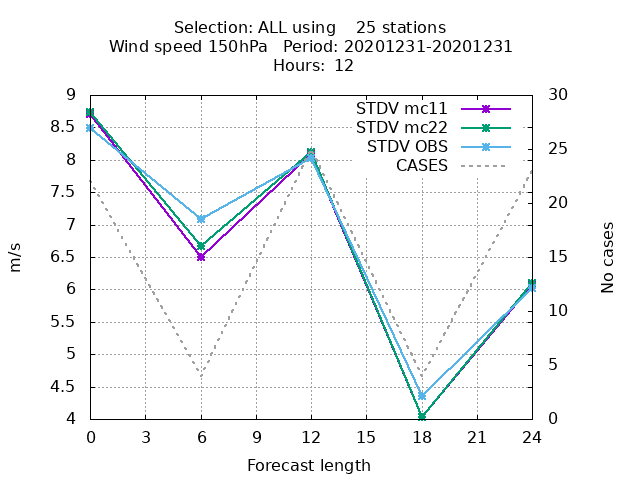 Selection: ALL using    25 stations
Wind speed 150hPa   Period: 20201231-20201231
Hours: 12
STDV mc11
STDV mc22
STDV OBS
CASES
9
8.5
8
7.5
7
6.5
6
5.5
5
4.5
4
m/s
30
25
20
15
10
5
0
No cases
0 3 6 9 12 15 18 21 24
Forecast length